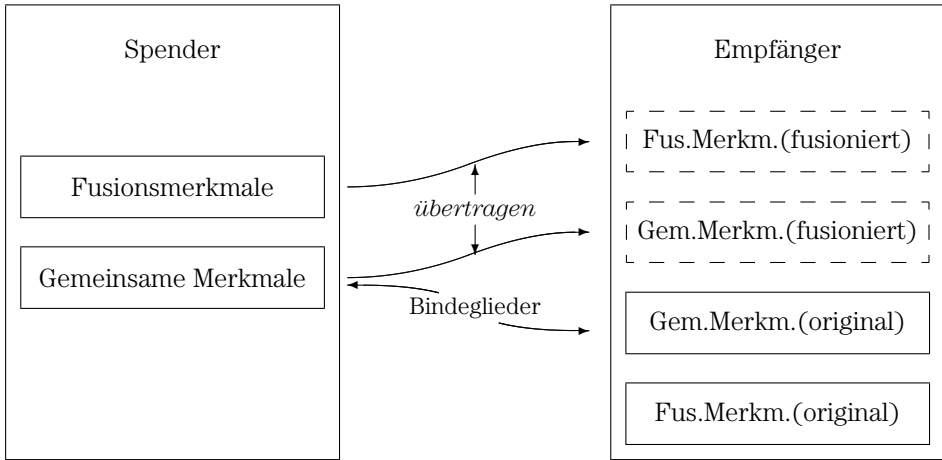 Spender
Fusionsmerkmale
Gemeinsame Merkmale
übertragen
Bindeglieder
Empfänger
Fus.Merkm.(fusioniert)
Gem.Merkm.(fusioniert)
Gem.Merkm.(original)
Fus.Merkm.(original)